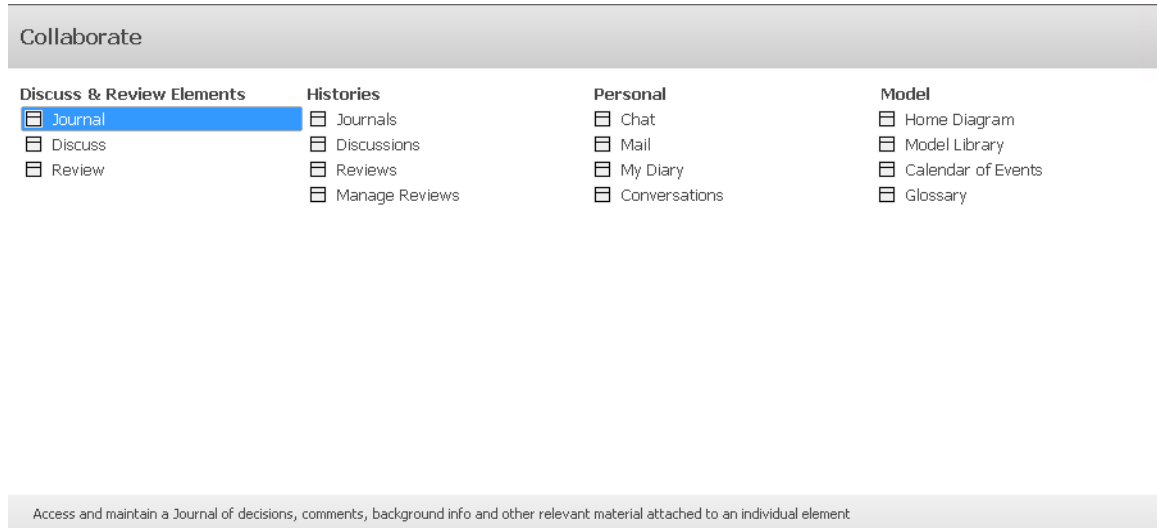 Collaborate
Discuss & Review Elements
Journal
Discuss
Review
Histories
Journals
Discussions
Reviews
Manage Reviews
Personal
Chat
Mail
My Diary
Conversations
Model
Home Diagram
Model Library
Calendar of Events
Glossary
Access and maintain a Journal of decisions, comments, background info and other relevant material attached to an individual element